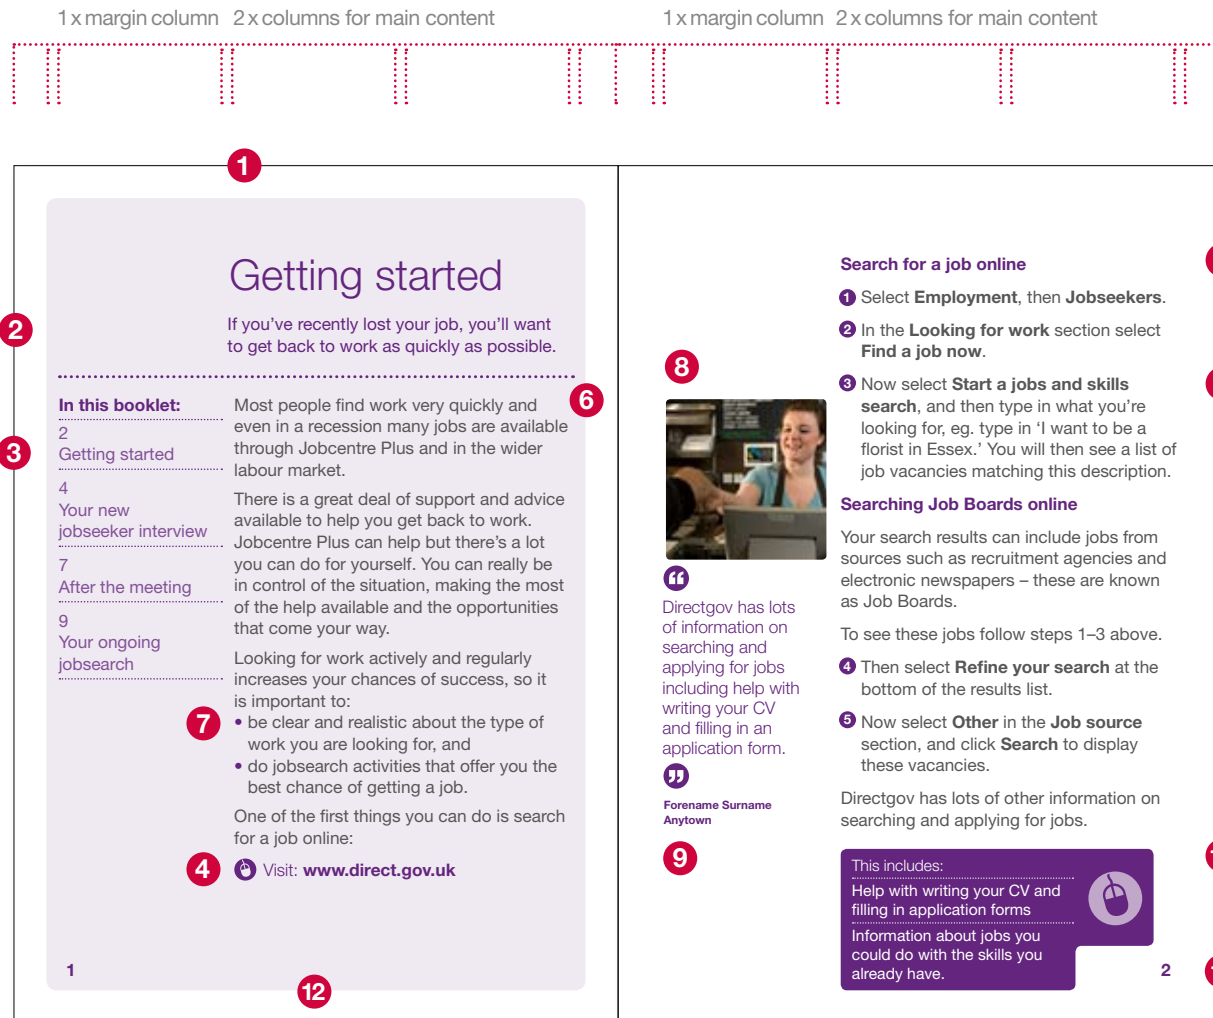 1 x margin column 2 x columns for main content
1 x margin column 2 x columns for main content
1
2
3
Getting started
If you've recently lost your job, you'll want
to get back to work as quickly as possible.
6
In this booklet:
2
Getting started
4
Your new
jobseeker interview
7
After the meeting
9
Your ongoing
jobsearch
Most people find work very quickly and
even in a recession many jobs are available
through Jobcentre Plus and in the wider
labour market.
There is a great deal of support and advice
available to help you get back to work.
Jobcentre Plus can help but there's a lot
you can do for yourself. You can really be
in control of the situation, making the most
of the help available and the opportunities
that come your way.
Looking for work actively and regularly
increases your chances of success, so it
is important to:
7
• be clear and realistic about the type of
work you are looking for, and
• do jobsearch activities that offer you the
best chance of getting a job.
One of the first things you can do is search
for a job online:
4
Visit: www.direct.gov.uk
1
12
8
“
Directgov has lots
of information on
searching and
applying for jobs
including help with
writing your CV
and filling in an
application form.
”
Forename Surname
Anytown
9
Search for a job online
1 Select Employment, then Jobseekers.
2 In the Looking for work section select
Find a job now.
3 Now select Start a jobs and skills
search, and then type in what you're
looking for, eg. type in 'I want to be a
florist in Essex.' You will then see a list of
job vacancies matching this description.
Searching Job Boards online
Your search results can include jobs from
sources such as recruitment agencies and
electronic newspapers – these are known
as Job Boards.
To see these jobs follow steps 1–3 above.
4 Then select Refine your search at the
bottom of the results list.
5 Now select Other in the Job source
section, and click Search to display
these vacancies.
Directgov has lots of other information on
searching and applying for jobs.
This includes:
Help with writing your CV and
filling in application forms
Information about jobs you
could do with the skills you
already have.
2